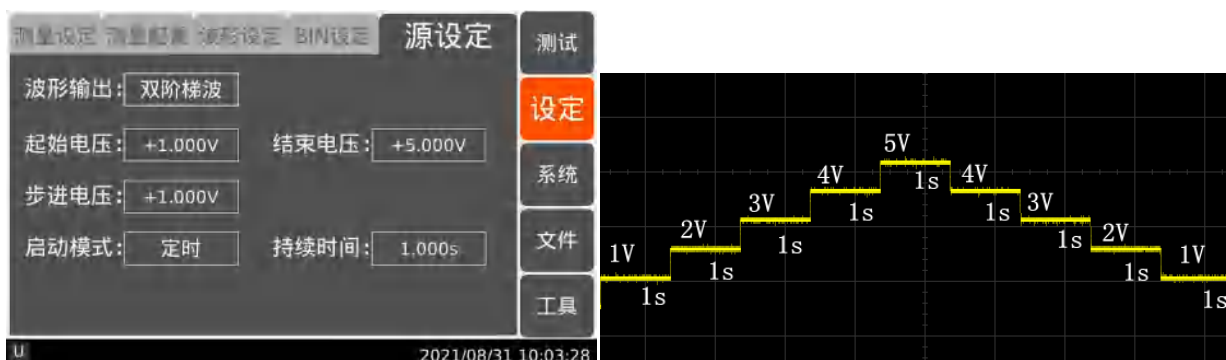 测量设定 测量配置 波形设定 BIN设定 源设定
测试
波形输出: 双阶梯波
设定
起始电压: +1.000V 结束电压: +5.000V
系统
步进电压: +1.000V
文件
启动模式: 定时 持续时间: 1.000s
工具
U 2021/08/31 10:03:28
5V
4V 1s 4V
3V 1s 1s 3V
2V 1s 1s 2V
1V 1s 1s 1V
1s 1s